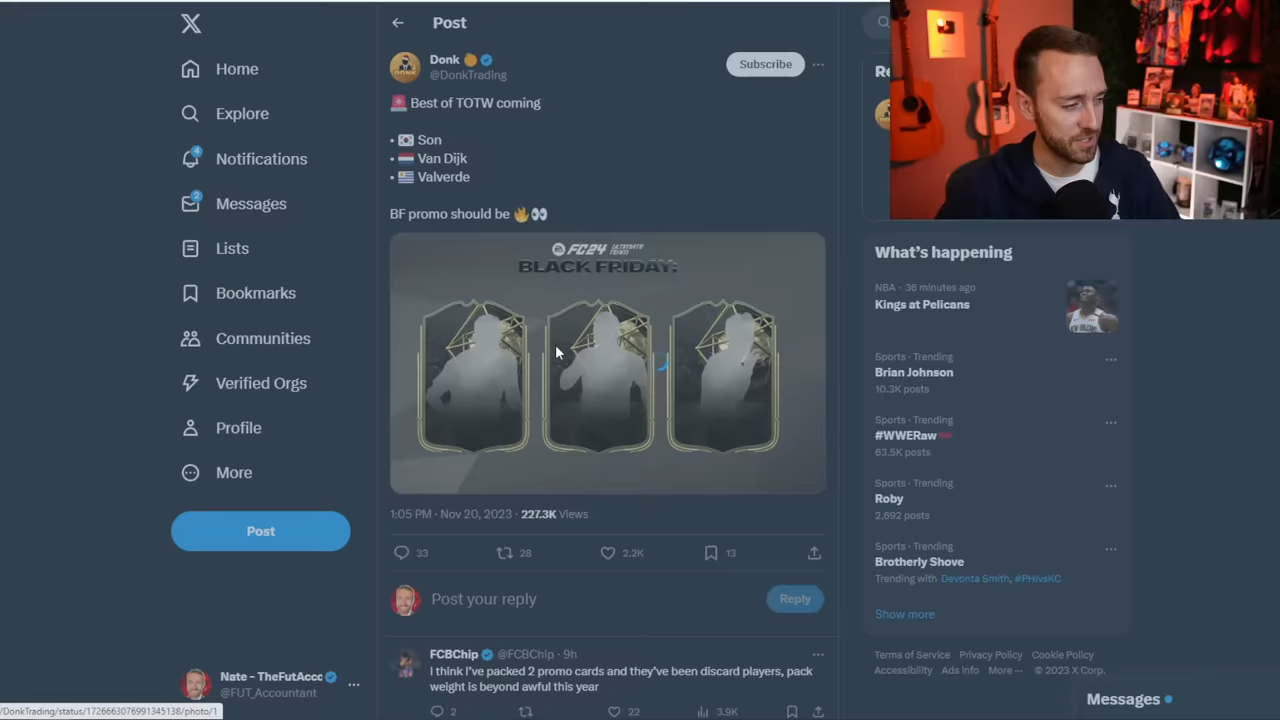 Home
Explore
4
Notifications
2
Messages
Lists
Bookmarks
Communities
Verified Orgs
Profile
More
Post
Nate - TheFutAccc
@FUT_Accountant
/DonkTrading/status/1726663076991345138/photo/1
Post
Donk
@DonkTrading
Subscribe
🚨 Best of TOTW coming
• 🇰🇷 Son
• 🇳🇱 Van Dijk
• 🇺🇾 Valverde
BF promo should be 🔥👀
FC24 ULTIMATE TEAM
BLACK FRIDAY:
1:05 PM · Nov 20, 2023 · 227.3K Views
33 28 2.2K 13
Post your reply
Reply
FCBChip @FCBChip · 9h
I think I've packed 2 promo cards and they've been discard players, pack
weight is beyond awful this year
2 22 3.9K
Re
What's happening
NBA · 36 minutes ago
Kings at Pelicans
Sports · Trending
Brian Johnson
10.3K posts
Sports · Trending
#WWERaw
63.5K posts
Sports · Trending
Roby
2,692 posts
Sports · Trending
Brotherly Shove
Trending with Devonta Smith, #PHIvsKC
Show more
Terms of Service Privacy Policy Cookie Policy
Accessibility Ads info More © 2023 X Corp.
Messages